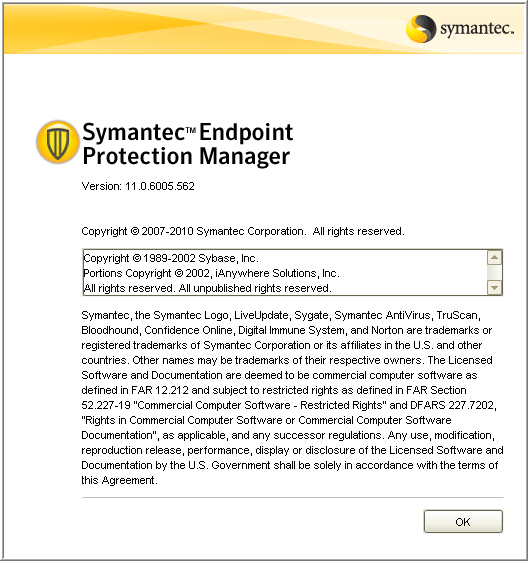 symantec.
Symantec™ Endpoint
Protection Manager
Version: 11.0.6005.562
Copyright © 2007-2010 Symantec Corporation.  All rights reserved.
Copyright © 1989-2002 Sybase, Inc.
Portions Copyright © 2002, iAnywhere Solutions, Inc.
All rights reserved. All unpublished rights reserved.
Symantec, the Symantec Logo, LiveUpdate, Sygate, Symantec AntiVirus, TruScan,
Bloodhound, Confidence Online, Digital Immune System, and Norton are trademarks or
registered trademarks of Symantec Corporation or its affiliates in the U.S. and other
countries. Other names may be trademarks of their respective owners. The Licensed
Software and Documentation are deemed to be commercial computer software as
defined in FAR 12.212 and subject to restricted rights as defined in FAR Section
52.227-19 "Commercial Computer Software - Restricted Rights" and DFARS 227.7202,
"Rights in Commercial Computer Software or Commercial Computer Software
Documentation", as applicable, and any successor regulations. Any use, modification,
reproduction release, performance, display or disclosure of the Licensed Software and
Documentation by the U.S. Government shall be solely in accordance with the terms of
this Agreement.
OK